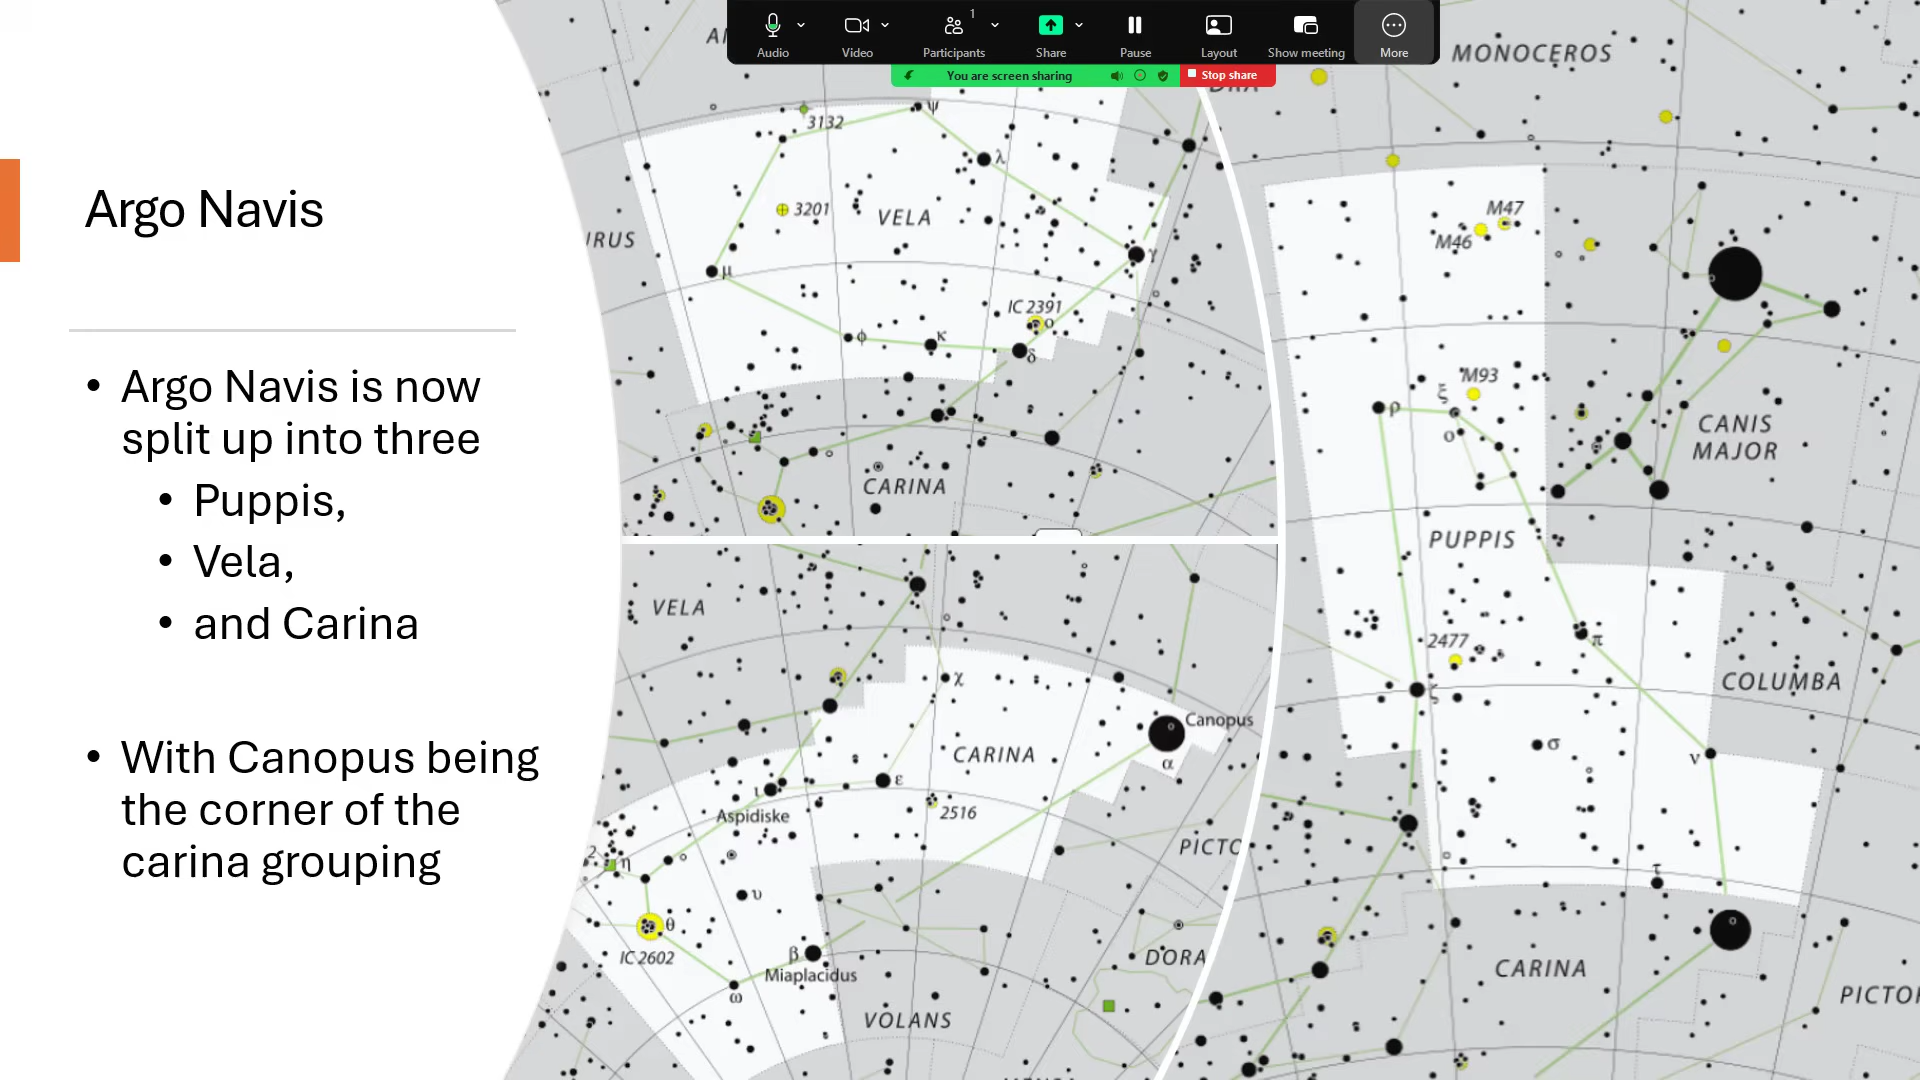 Audio
Video
1
Participants
Share
Pause
Layout
Show meeting
More
You are screen sharing
Stop share
Argo Navis
• Argo Navis is now
split up into three
• Puppis,
• Vela,
• and Carina
• With Canopus being
the corner of the
carina grouping
3132
ψ
λ
3201
VELA
γ
μ
IC 2391
ο
φ
κ
δ
CARINA
VELA
χ
Canopus
α
CARINA
ε
ι
Aspidiske
2516
η
υ
θ
IC 2602
β
Miaplacidus
ω
DORA
VOLANS
MONOCEROS
M47
M46
M93
ξ
ρ
ο
CANIS
MAJOR
PUPPIS
2477
π
COLUMBA
ζ
σ
ν
PICTO
τ
CARINA
PICTOR